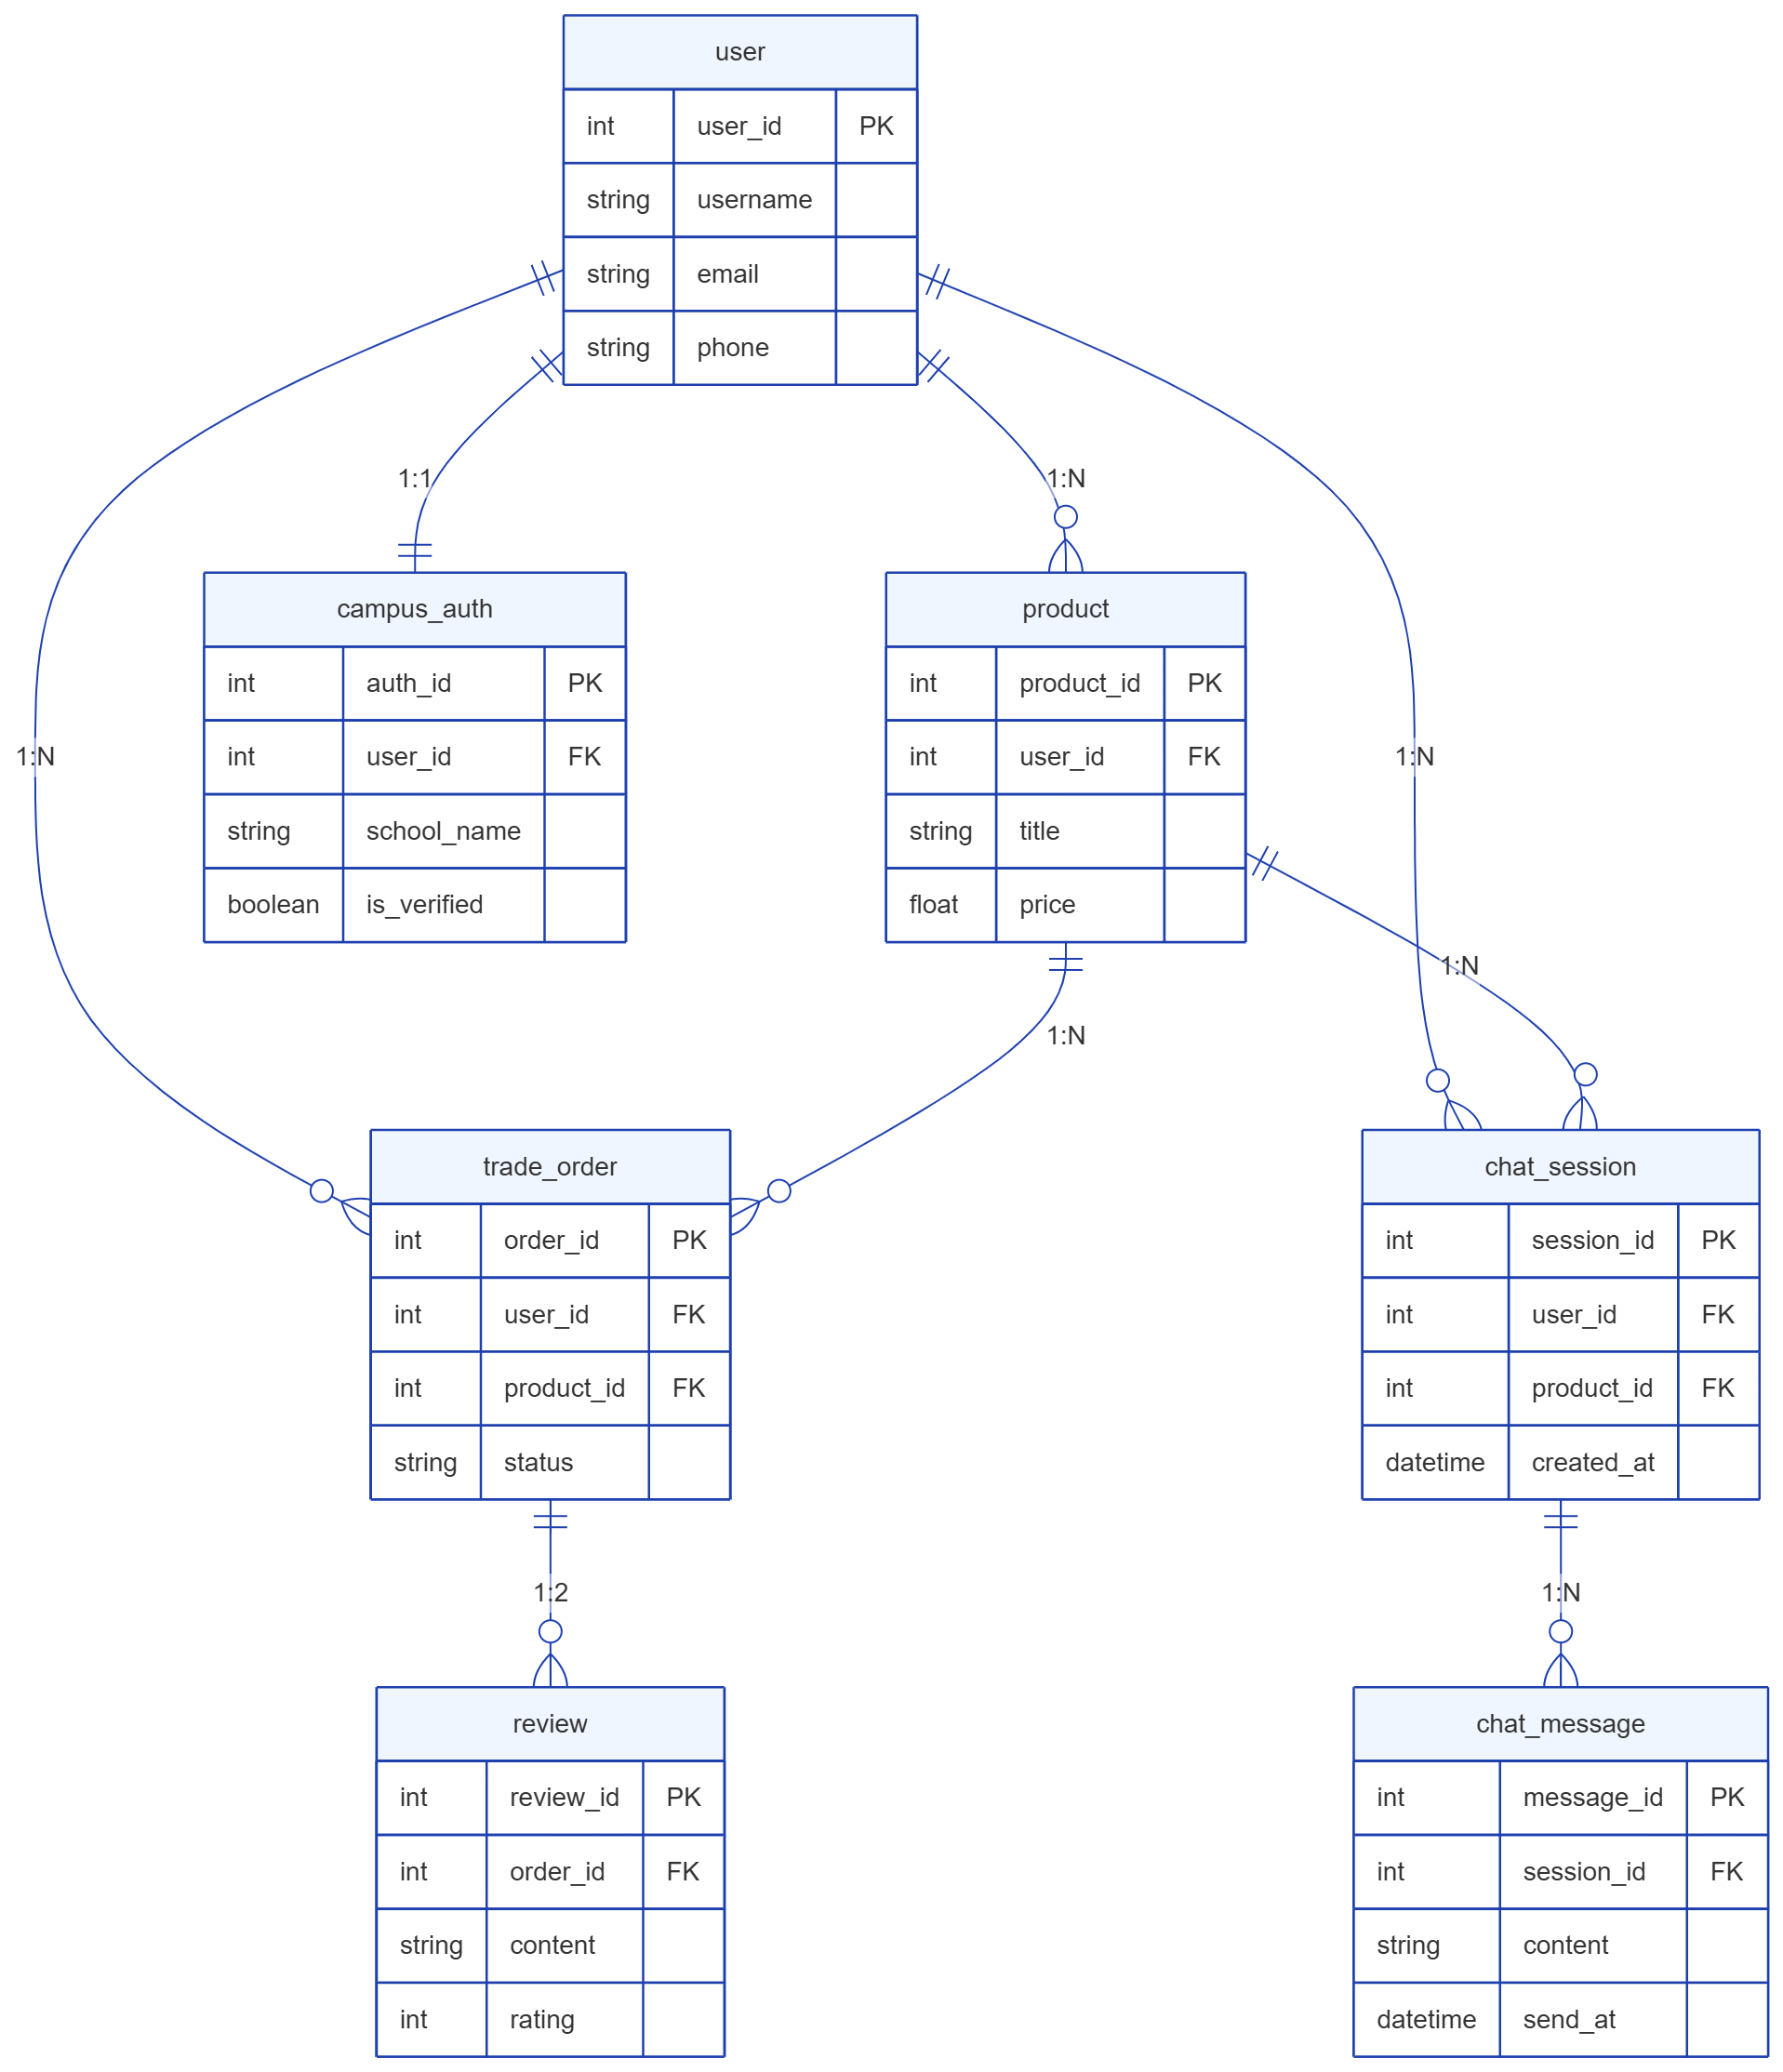 user
int user_id PK
string username
string email
string phone
1:1
1:N
campus_auth
int auth_id PK
int user_id FK
string school_name
boolean is_verified
product
int product_id PK
int user_id FK
string title
float price
1:N
1:N
1:N
1:N
trade_order
int order_id PK
int user_id FK
int product_id FK
string status
chat_session
int session_id PK
int user_id FK
int product_id FK
datetime created_at
1:2
1:N
review
int review_id PK
int order_id FK
string content
int rating
chat_message
int message_id PK
int session_id FK
string content
datetime send_at